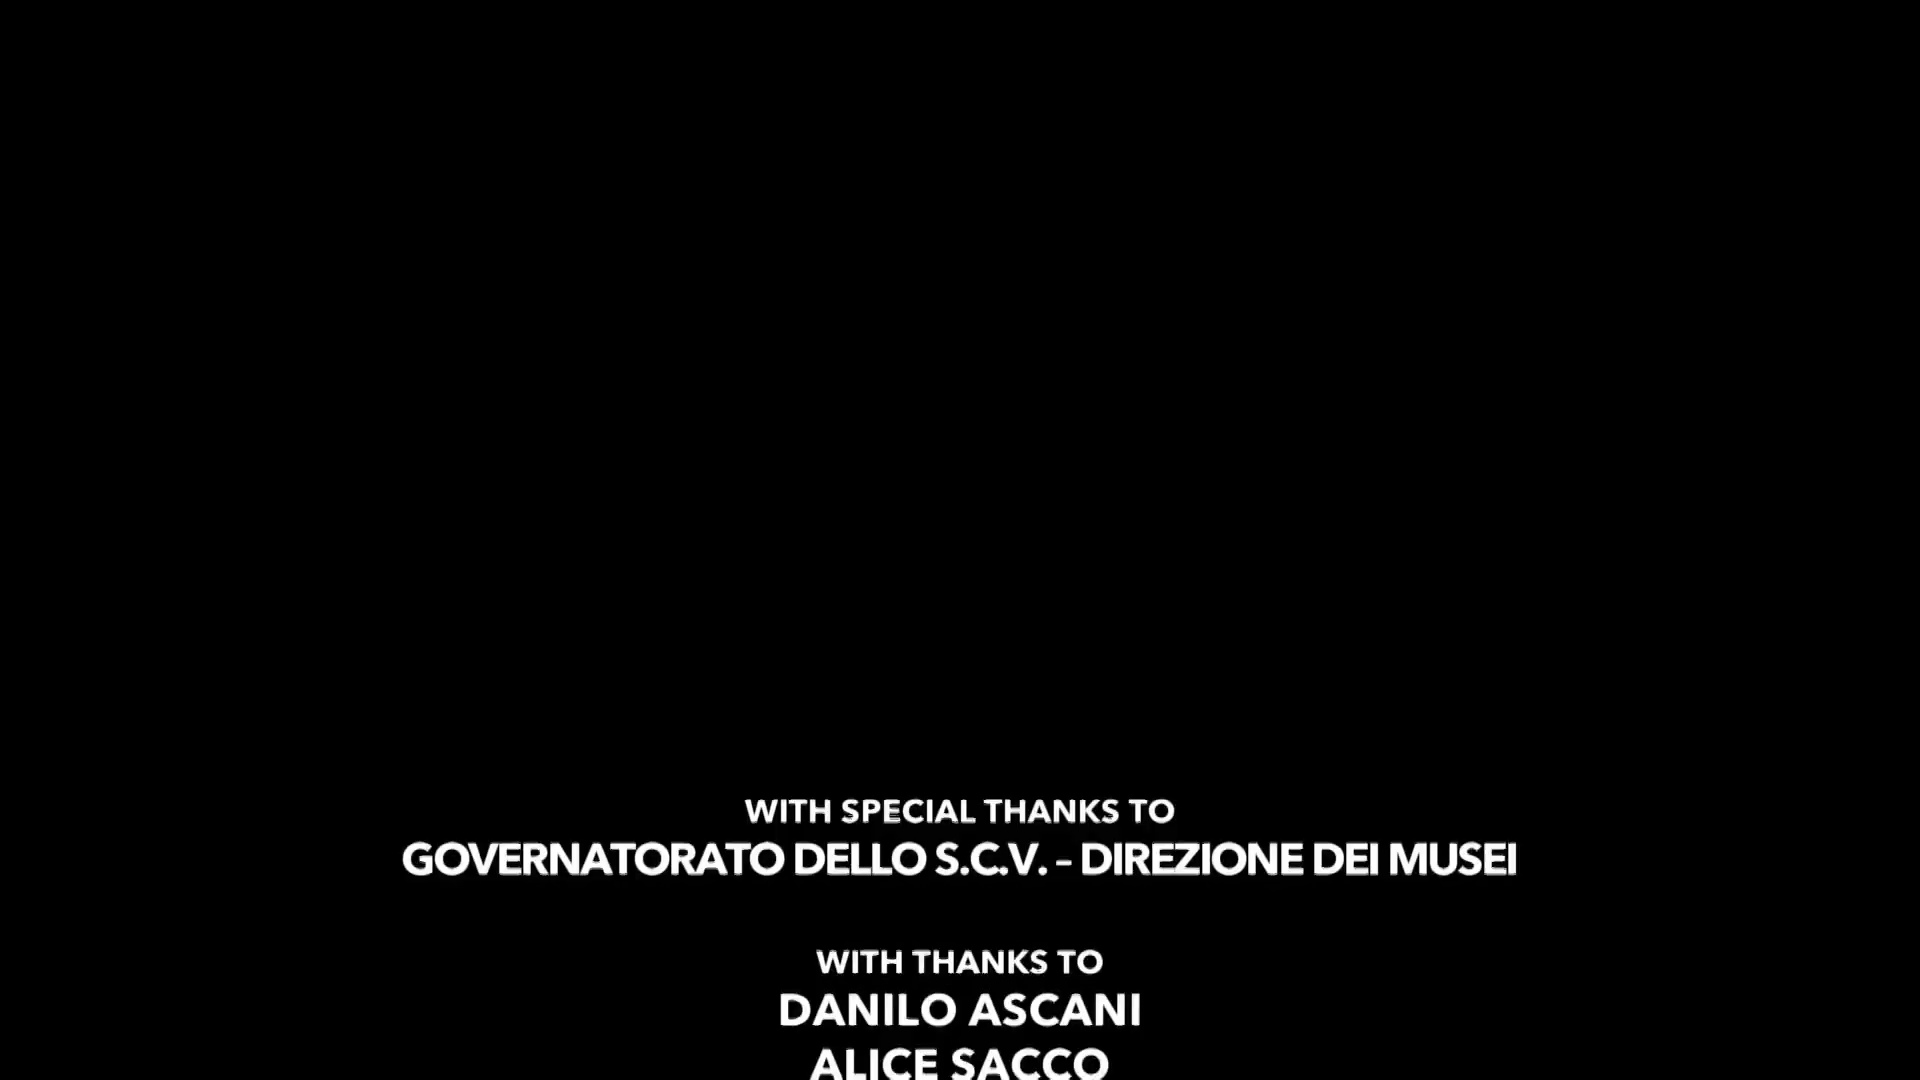 WITH SPECIAL THANKS TO
GOVERNATORATO DELLO S.C.V. – DIREZIONE DEI MUSEI
WITH THANKS TO
DANILO ASCANI
ALICE SACCO